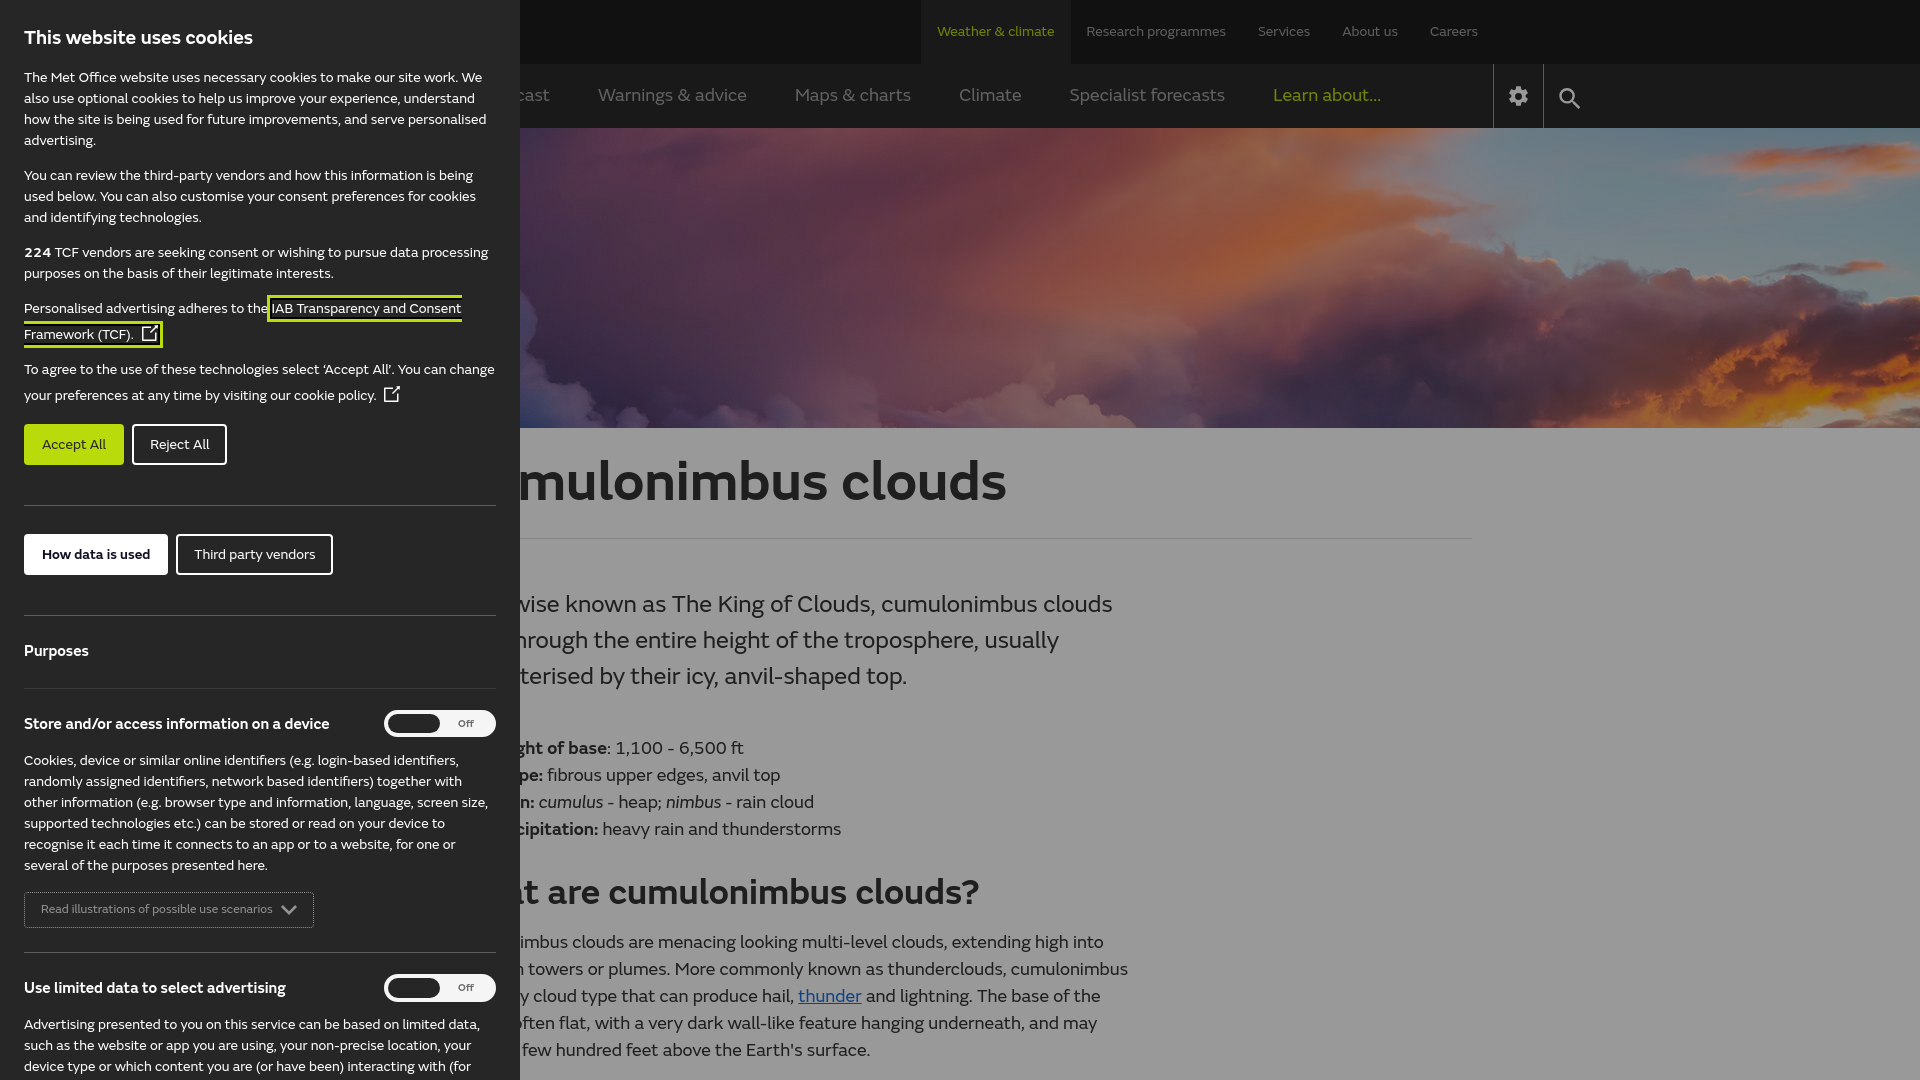 This website uses cookies
The Met Office website uses necessary cookies to make our site work. We
also use optional cookies to help us improve your experience, understand
how the site is being used for future improvements, and serve personalised
advertising.
You can review the third-party vendors and how this information is being
used below. You can also customise your consent preferences for cookies
and identifying technologies.
224 TCF vendors are seeking consent or wishing to pursue data processing
purposes on the basis of their legitimate interests.
Personalised advertising adheres to the IAB Transparency and Consent
Framework (TCF).
To agree to the use of these technologies select ‘Accept All’. You can change
your preferences at any time by visiting our cookie policy.
Accept All
Reject All
How data is used
Third party vendors
Purposes
Store and/or access information on a device
Off
Cookies, device or similar online identifiers (e.g. login-based identifiers,
randomly assigned identifiers, network based identifiers) together with
other information (e.g. browser type and information, language, screen size,
supported technologies etc.) can be stored or read on your device to
recognise it each time it connects to an app or to a website, for one or
several of the purposes presented here.
Read illustrations of possible use scenarios
Use limited data to select advertising
Off
Advertising presented to you on this service can be based on limited data,
such as the website or app you are using, your non-precise location, your
device type or which content you are (or have been) interacting with (for
Weather & climate
Research programmes
Services
About us
Careers
cast
Warnings & advice
Maps & charts
Climate
Specialist forecasts
Learn about...
mulonimbus clouds
wise known as The King of Clouds, cumulonimbus clouds
hrough the entire height of the troposphere, usually
terised by their icy, anvil-shaped top.
ght of base: 1,100 - 6,500 ft
pe: fibrous upper edges, anvil top
n: cumulus - heap; nimbus - rain cloud
cipitation: heavy rain and thunderstorms
t are cumulonimbus clouds?
imbus clouds are menacing looking multi-level clouds, extending high into
n towers or plumes. More commonly known as thunderclouds, cumulonimbus
y cloud type that can produce hail, thunder and lightning. The base of the
often flat, with a very dark wall-like feature hanging underneath, and may
few hundred feet above the Earth's surface.